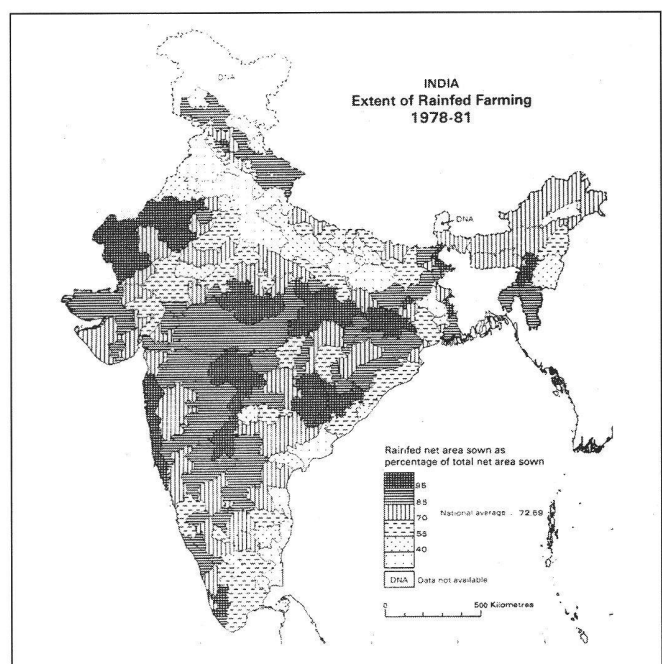 DNA
INDIA
Extent of Rainfed Farming
1978-81
DNA
Rainfed net area sown as
percentage of total net area sown
95
85
70
National average . 72.69
55
40
DNA
Data not available
0
500 Kilometres